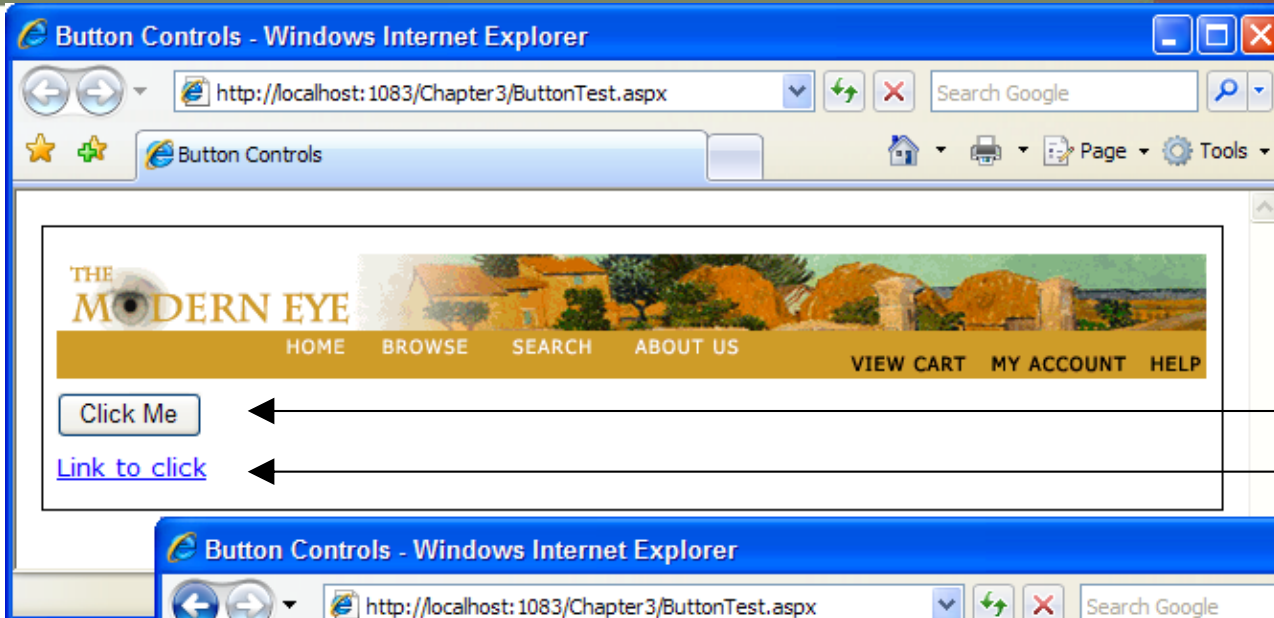 Button Controls - Windows Internet Explorer
http://localhost:1083/Chapter3/ButtonTest.aspx
Search Google
Button Controls
Page
Tools
THE
MODERN EYE
HOME BROWSE SEARCH ABOUT US
VIEW CART MY ACCOUNT HELP
Click Me
Link to click
Button Controls - Windows Internet Explorer
http://localhost:1083/Chapter3/ButtonTest.aspx
Search Google